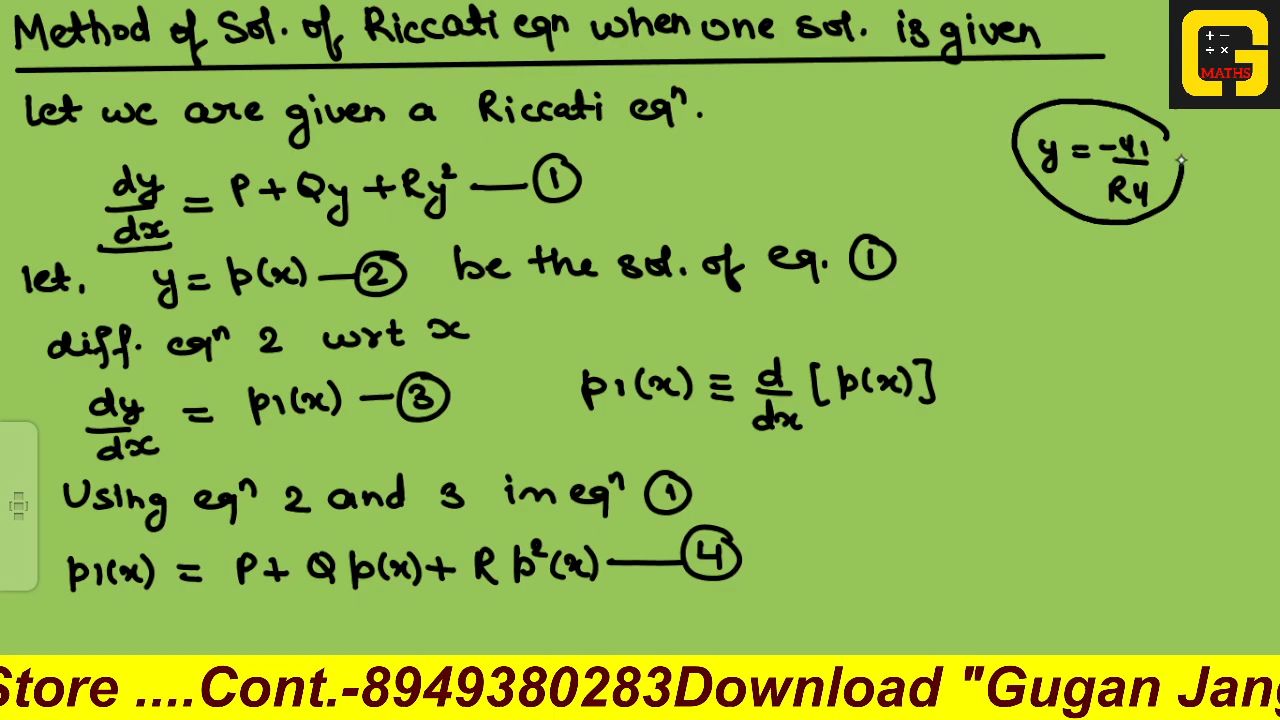 Method of Sol. of Riccati eqn when one sol. is given
+ −
÷ ×
MATHS
let we are given a Riccati eqⁿ.
y = -y1/Ry
dy/dx = P + Qy + Ry² — ①
let. y = p(x) — ② be the sol. of eq. ①
diff. eqⁿ 2 wrt x
dy/dx = p1(x) — ③ p1(x) ≡ d/dx [p(x)]
Using eqⁿ 2 and 3 in eqⁿ ①
p1(x) = P + Q p(x) + R p²(x) — ④
Store ....Cont.-8949380283Download "Gugan Jang